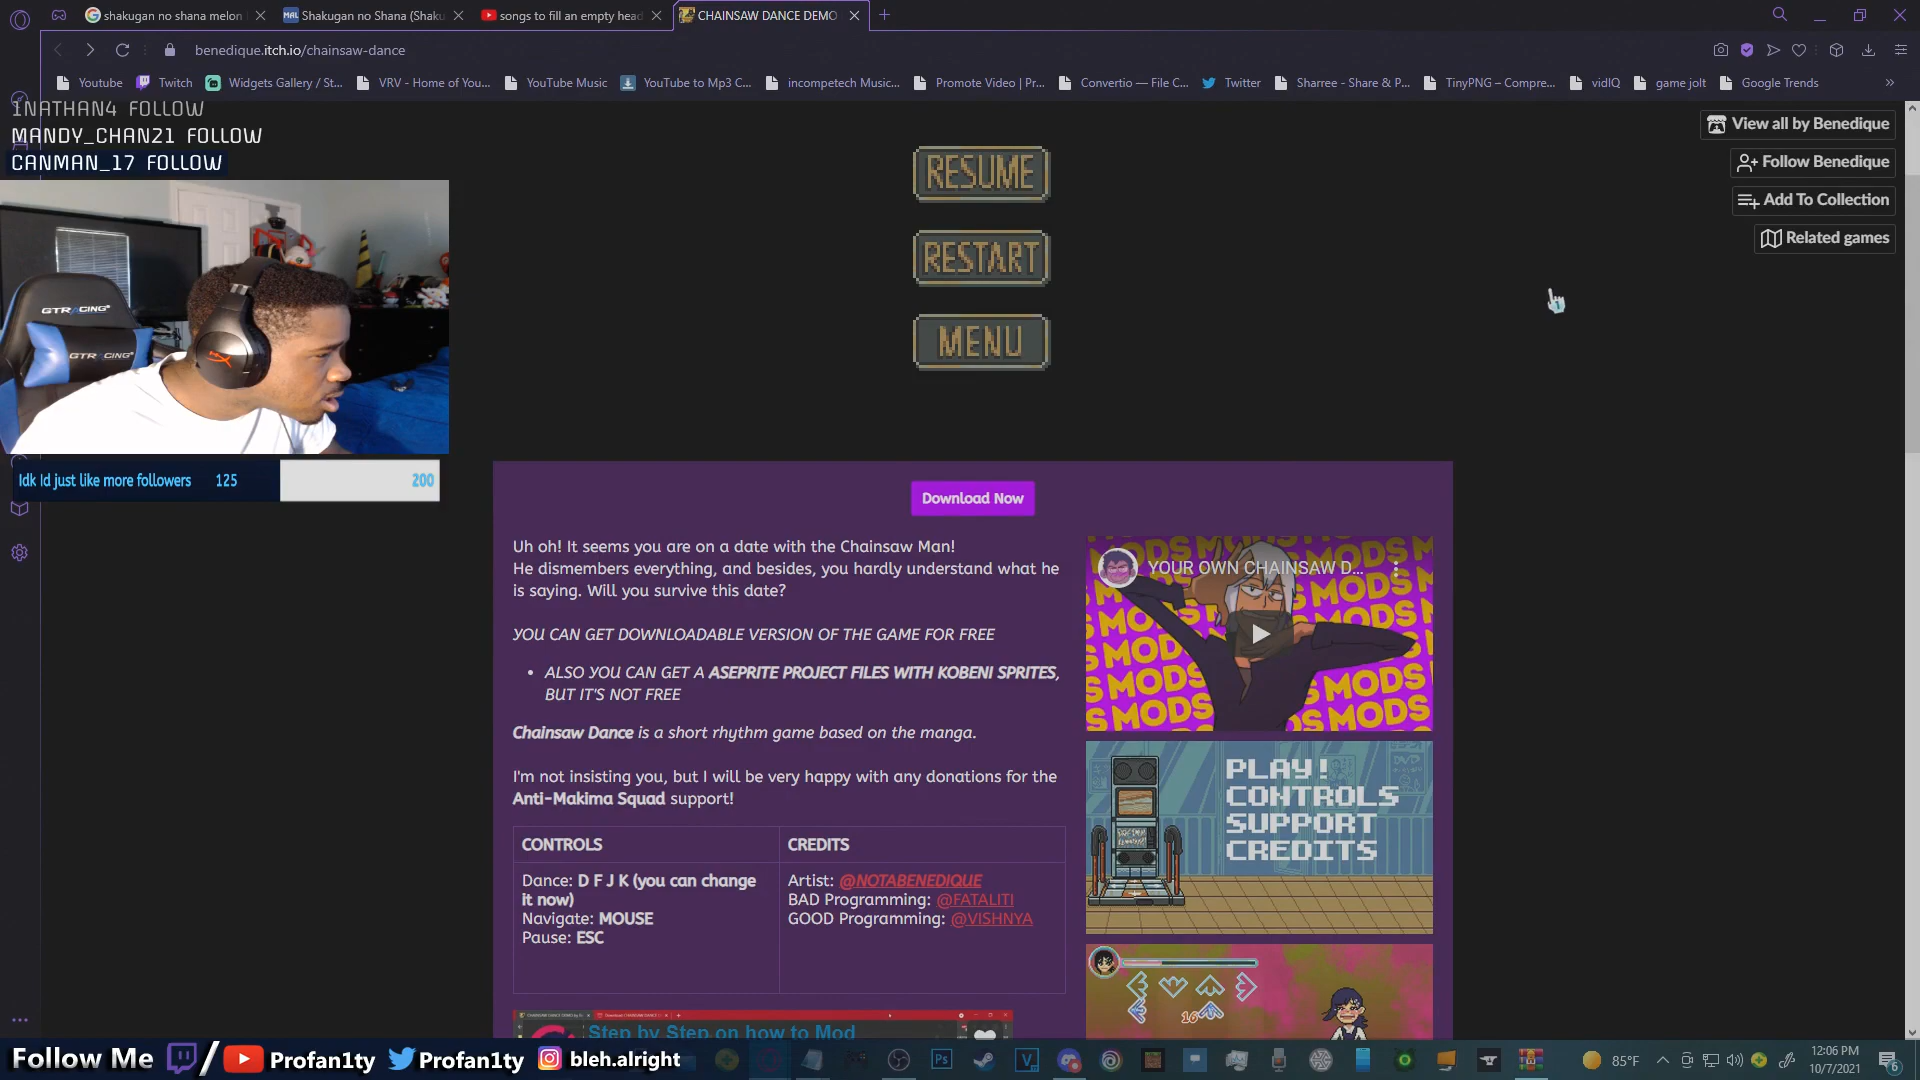 shakugan no shana melon
Shakugan no Shana (Shaku
songs to fill an empty head
CHAINSAW DANCE DEMO
benedique.itch.io/chainsaw-dance
Youtube
Twitch
Widgets Gallery / St...
VRV - Home of You...
YouTube Music
YouTube to Mp3 C...
incompetech Music...
Promote Video | Pr...
Convertio — File C...
Twitter
Sharree - Share & P...
TinyPNG – Compre...
vidIQ
game jolt
Google Trends
1NATHAN4 FOLLOW
MANDY_CHAN21 FOLLOW
CANMAN_17 FOLLOW
View all by Benedique
Follow Benedique
Add To Collection
Related games
RESUME
RESTART
MENU
GTRACING
GTRACING
Idk Id just like more followers 125 200
Download Now
Uh oh! It seems you are on a date with the Chainsaw Man!
He dismembers everything, and besides, you hardly understand what he
is saying. Will you survive this date?
YOU CAN GET DOWNLOADABLE VERSION OF THE GAME FOR FREE
• ALSO YOU CAN GET A ASEPRITE PROJECT FILES WITH KOBENI SPRITES,
BUT IT'S NOT FREE
Chainsaw Dance is a short rhythm game based on the manga.
I'm not insisting you, but I will be very happy with any donations for the
Anti-Makima Squad support!
CONTROLS
Dance: D F J K (you can change
it now)
Navigate: MOUSE
Pause: ESC
CREDITS
Artist: @NOTABENEDIQUE
BAD Programming: @FATALITI
GOOD Programming: @VISHNYA
YOUR OWN CHAINSAW D...
MODS
PLAY!
CONTROLS
SUPPORT
CREDITS
16
Step by Step on how to Mod
Follow Me / Profan1ty Profan1ty bleh.alright
85°F
12:06 PM
10/7/2021
6